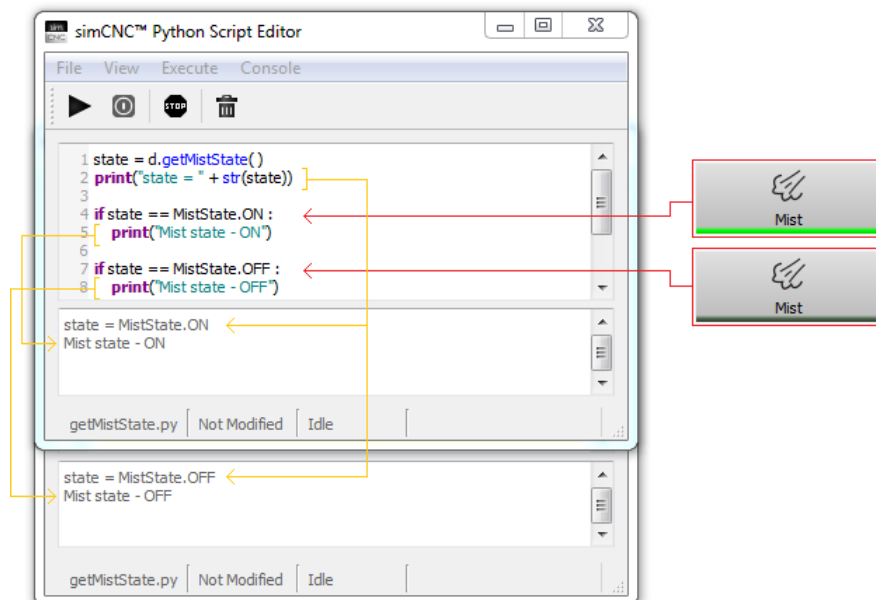 simCNC™ Python Script Editor
File View Execute Console
STOP
1 state = d.getMistState()
2 print("state = " + str(state))
3
4 if state == MistState.ON :
5 print("Mist state - ON")
6
7 if state == MistState.OFF :
8 print("Mist state - OFF")
Mist
Mist
state = MistState.ON
Mist state - ON
getMistState.py Not Modified Idle
state = MistState.OFF
Mist state - OFF
getMistState.py Not Modified Idle